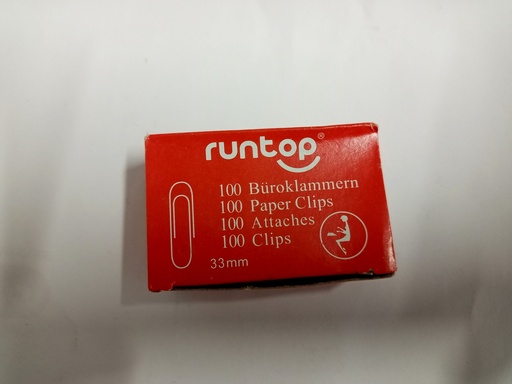 runtop®
100 Büroklammern
100 Paper Clips
100 Attaches
100 Clips
33mm